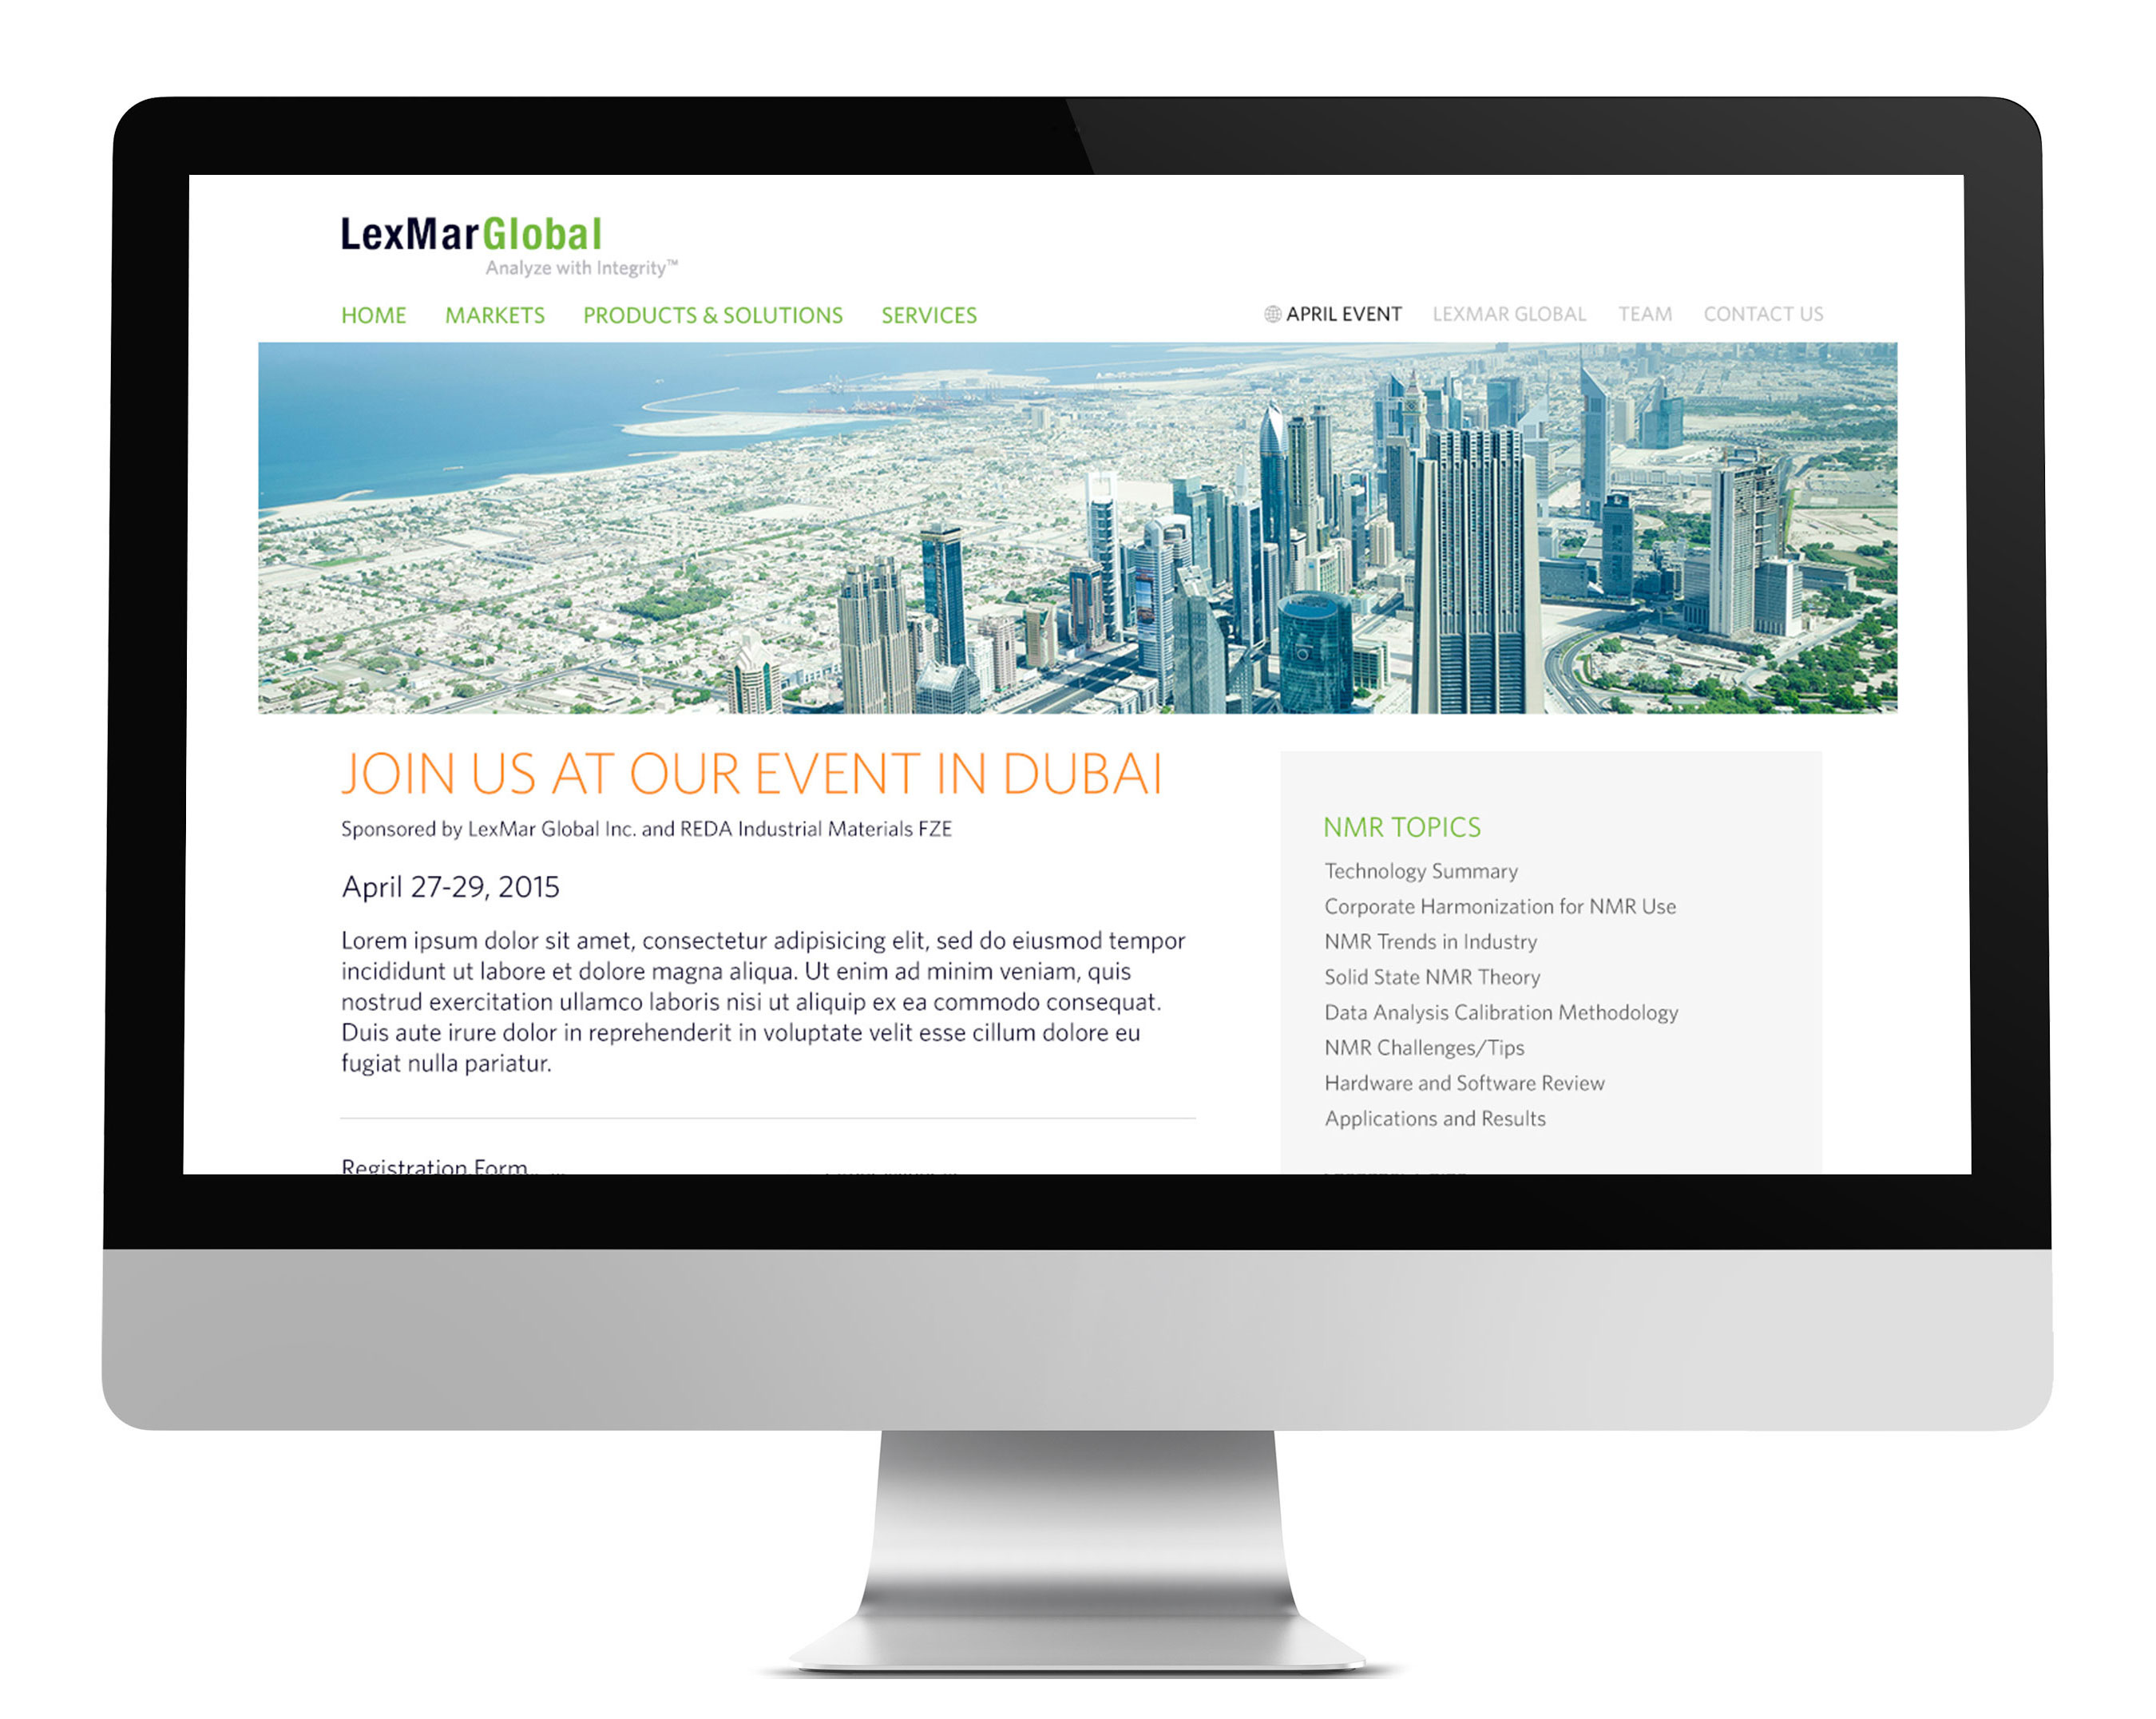 LexMarGlobal
Analyze with Integrity™
HOME MARKETS PRODUCTS & SOLUTIONS SERVICES APRIL EVENT LEXMAR GLOBAL TEAM CONTACT US
JOIN US AT OUR EVENT IN DUBAI
Sponsored by LexMar Global Inc. and REDA Industrial Materials FZE
April 27-29, 2015
Lorem ipsum dolor sit amet, consectetur adipisicing elit, sed do eiusmod tempor
incididunt ut labore et dolore magna aliqua. Ut enim ad minim veniam, quis
nostrud exercitation ullamco laboris nisi ut aliquip ex ea commodo consequat.
Duis aute irure dolor in reprehenderit in voluptate velit esse cillum dolore eu
fugiat nulla pariatur.
Registration Form
NMR TOPICS
Technology Summary
Corporate Harmonization for NMR Use
NMR Trends in Industry
Solid State NMR Theory
Data Analysis Calibration Methodology
NMR Challenges/Tips
Hardware and Software Review
Applications and Results